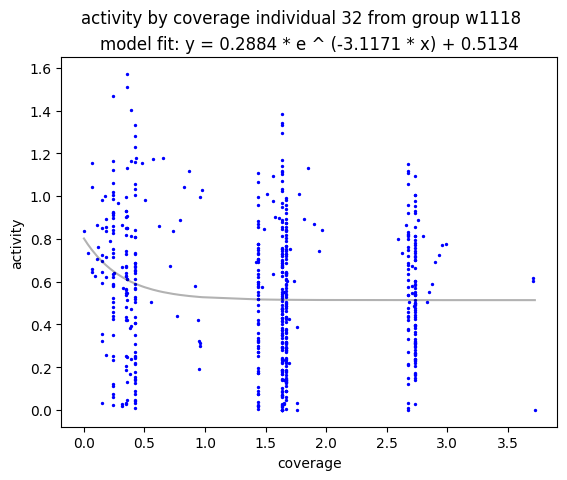 activity by coverage individual 32 from group w1118
model fit: y = 0.2884 * e ^ (-3.1171 * x) + 0.5134
1.6
1.4
1.2
1.0
0.8
0.6
0.4
0.2
0.0
activity
0.0 0.5 1.0 1.5 2.0 2.5 3.0 3.5
coverage